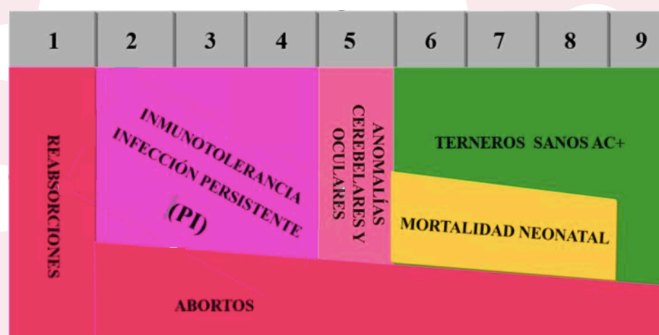 1 2 3 4 5 6 7 8 9
REABSORCIONES
INMUNOTOLERANCIA
INFECCIÓN PERSISTENTE
(PI)
ANOMALÍAS
CEREBELARES Y
OCULARES
TERNEROS SANOS AC+
MORTALIDAD NEONATAL
ABORTOS